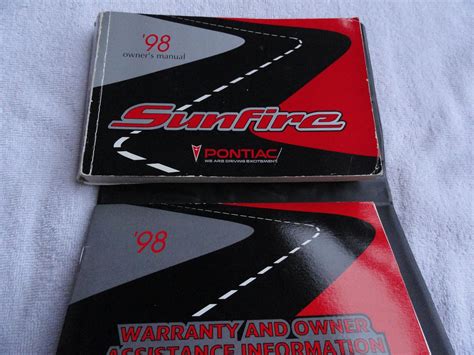 '98
owner's manual
Sunfire
PONTIAC
WE ARE DRIVING EXCITEMENT
'98
WARRANTY AND OWNER
ASSISTANCE INFORMATION